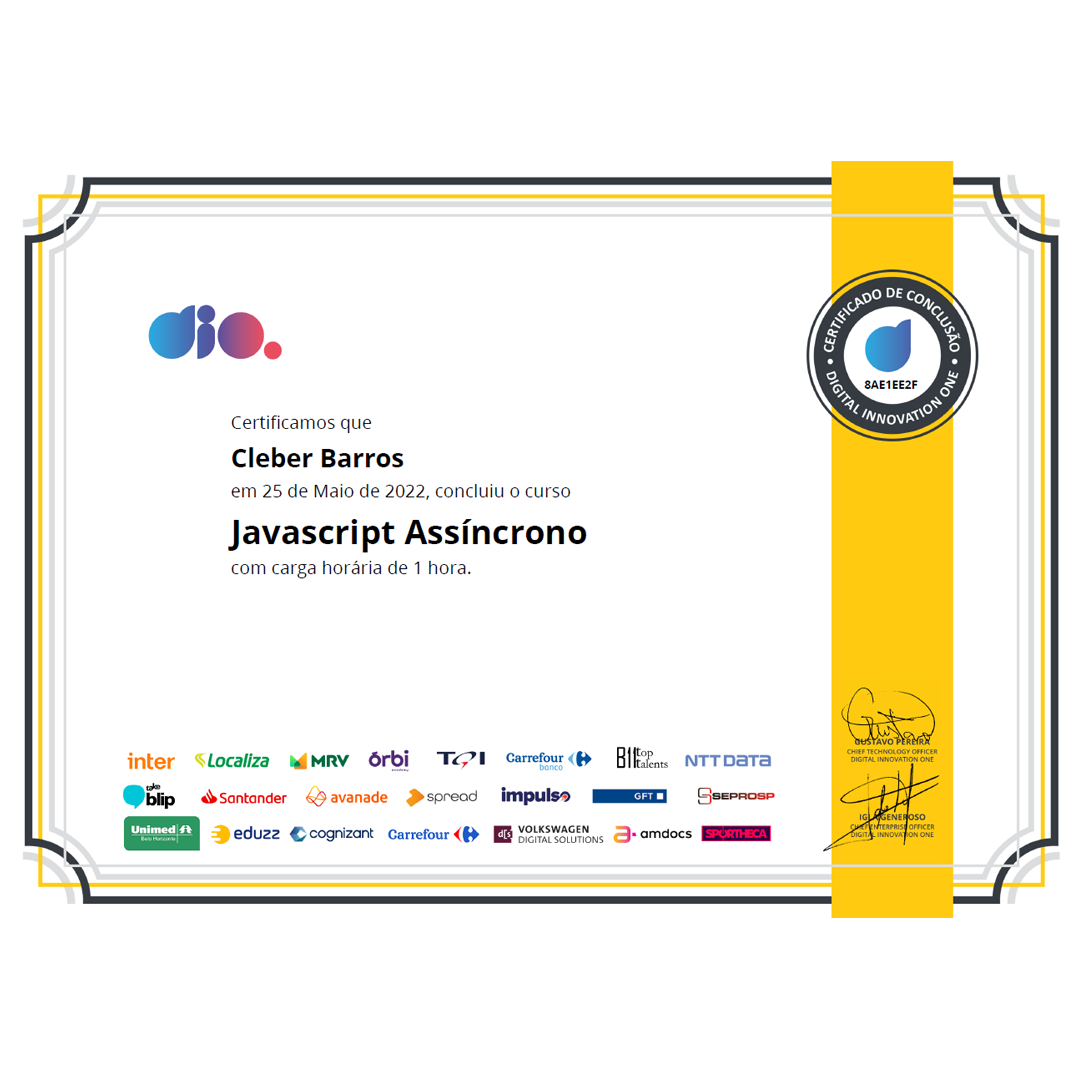 dio.
CERTIFICADO DE CONCLUSÃO
8AE1EE2F
DIGITAL INNOVATION ONE
Certificamos que
Cleber Barros
em 25 de Maio de 2022, concluiu o curso
Javascript Assíncrono
com carga horária de 1 hora.
GUSTAVO PEREIRA
CHIEF TECHNOLOGY OFFICER
DIGITAL INNOVATION ONE
inter Localiza MRV órbi academy TQI Carrefour banco top talents NTT DATA
take blip Santander avanade spread impulso GFT SEPROSP
Unimed Belo Horizonte eduzz cognizant Carrefour d{s VOLKSWAGEN DIGITAL SOLUTIONS amdocs SPORTHECA
GENEROSO
CHIEF ENTERPRISE OFFICER
DIGITAL INNOVATION ONE